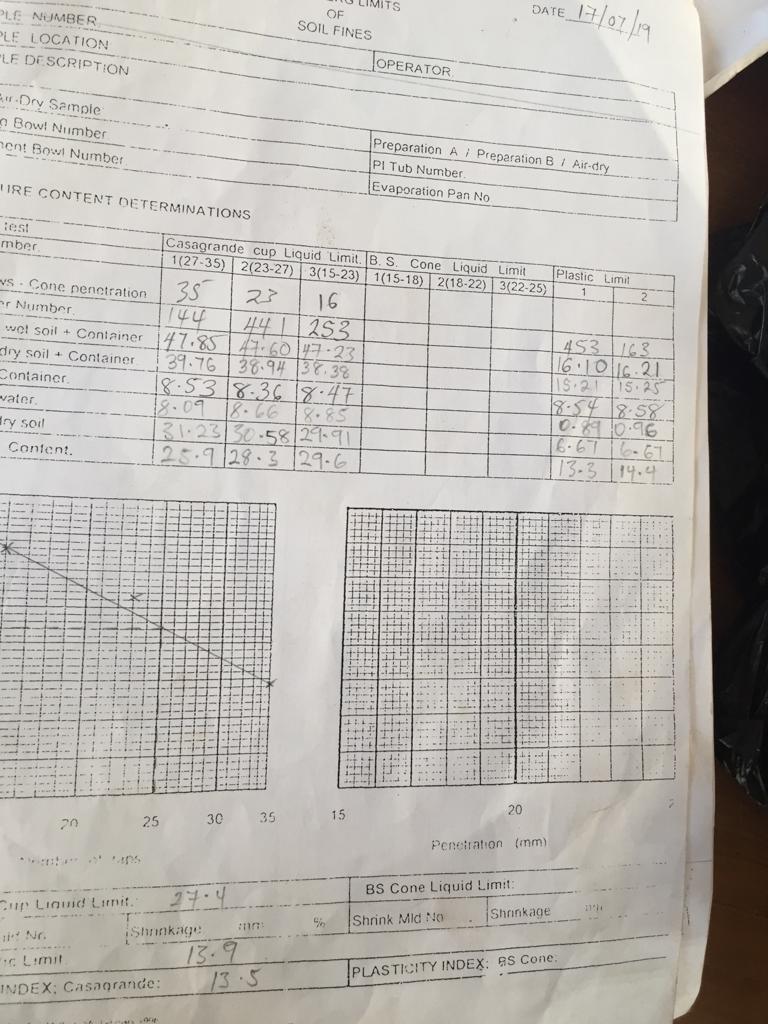 LIMITS
OF
SOIL FINES
DATE 17/07/19
PLE NUMBER
PLE LOCATION
PLE DESCRIPTION
OPERATOR
Air-Dry Sample
Bowl Number
ment Bowl Number
Preparation A / Preparation B / Air-dry
PI Tub Number.
Evaporation Pan No
URE CONTENT DETERMINATIONS
test
mber.
Casagrande cup Liquid Limit. B. S. Cone Liquid Limit Plastic Limit
1(27-35) 2(23-27) 3(15-23) 1(15-18) 2(18-22) 3(22-25) 1 2
ws - Cone penetration 35 23 16
er Number. 144 441 253 453 163
wet soil + Container 47.85 47.60 47.23 16.10 16.21
dry soil + Container 39.76 38.94 38.38 15.21 15.25
Container. 8.53 8.36 8.47 8.54 8.58
water. 8.09 8.66 8.85 0.89 0.96
dry soil 31.23 30.58 29.91 6.67 6.67
Content. 25.9 28.3 29.6 13.3 14.4
20 25 30 35
15 20
Number of taps
Penetration (mm)
Cup Liquid Limit: 27.4
BS Cone Liquid Limit:
Shrinkage mm %
Shrink Mld No Shrinkage
Limit. 13.9
INDEX; Casagrande: 13.5
PLASTICITY INDEX: BS Cone: